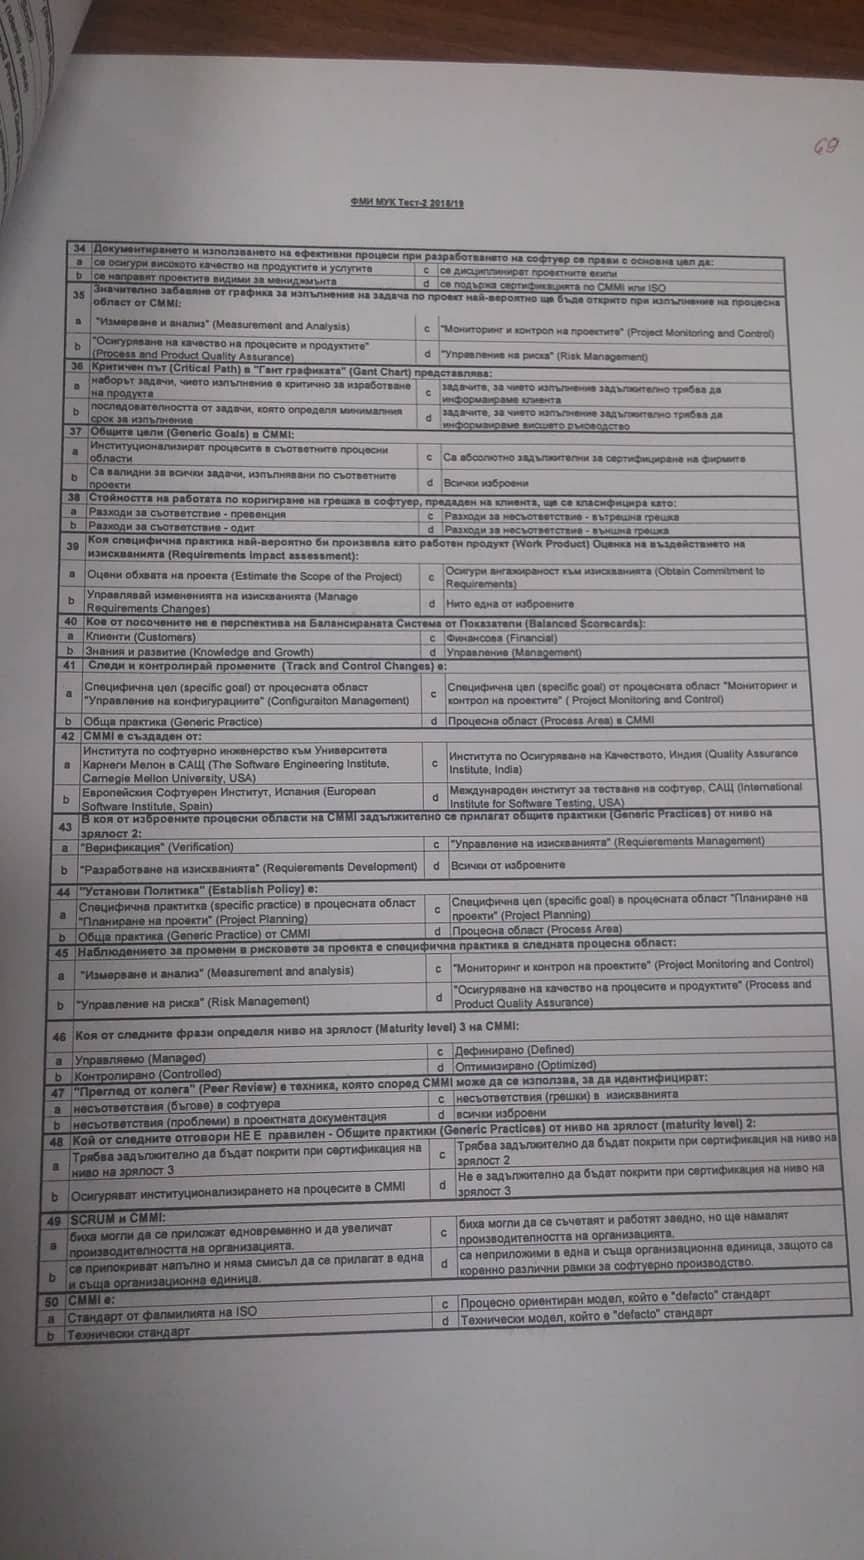 69
ФМИ МУК Тест-2 2018/19
34 Документирането и използването на ефективни процеси при разработването на софтуер се прави с основна цел да:
a се осигури високото качество на продуктите и услугите
c се дисциплинират проектните екипи
b се направят проектите видими за мениджмънта
d се подържа сертификацията по CMMI или ISO
35 Значително забавяне от графика за изпълнение на задача по проект най-вероятно ще бъде открито при изпълнение на процесна
област от CMMI:
a "Измерване и анализ" (Measurement and Analysis)
c "Мониторинг и контрол на проектите" (Project Monitoring and Control)
b "Осигуряване на качество на процесите и продуктите"
(Process and Product Quality Assurance)
d "Управление на риска" (Risk Management)
36 Критичен път (Critical Path) в "Гант графиката" (Gant Chart) представлява:
a наборът задачи, чието изпълнение е критично за изработване
на продукта
c задачите, за чието изпълнение задължително трябва да
информираме клиента
b последователността от задачи, която определя минималния
срок за изпълнение
d задачите, за чието изпълнение задължително трябва да
информираме висшето ръководство
37 Общите цели (Generic Goals) в CMMI:
a Институционализират процесите в съответните процесни
области
c Са абсолютно задължителни за сертифициране на фирмите
b Са валидни за всички задачи, изпълнявани по съответните
проекти
d Всички изброени
38 Стойността на работата по коригиране на грешка в софтуер, предаден на клиента, ще се класифицира като:
a Разходи за съответствие - превенция
c Разходи за несъответствие - вътрешна грешка
b Разходи за съответствие - одит
d Разходи за несъответствие - външна грешка
39 Коя специфична практика най-вероятно би произвела като работен продукт (Work Product) Оценка на въздействието на
изискванията (Requirements Impact assessment):
a Оцени обхвата на проекта (Estimate the Scope of the Project)
c Осигури ангажираност към изискванията (Obtain Commitment to
Requirements)
b Управлявай измененията на изискванията (Manage
Requirements Changes)
d Нито една от изброените
40 Кое от посочените не е перспектива на Балансираната Система от Показатели (Balanced Scorecards):
a Клиенти (Customers)
c Финансова (Financial)
b Знания и развитие (Knowledge and Growth)
d Управление (Management)
41 Следи и контролирай промените (Track and Control Changes) е:
a Специфична цел (specific goal) от процесната област
"Управление на конфигурациите" (Configuraiton Management)
c Специфична цел (specific goal) от процесната област "Мониторинг и
контрол на проектите" ( Project Monitoring and Control)
b Обща практика (Generic Practice)
d Процесна област (Process Area) в CMMI
42 CMMI е създаден от:
a Института по софтуерно инженерство към Университета
Карнеги Мелон в САЩ (The Software Engineering Institute,
Carnegie Mellon University, USA)
c Института по Осигуряване на Качеството, Индия (Quality Assurance
Institute, India)
b Европейския Софтуерен Институт, Испания (European
Software Institute, Spain)
d Международен институт за тестване на софтуер, САЩ (International
Institute for Software Testing, USA)
43 В коя от изброените процесни области на CMMI задължително се прилагат общите практики (Generic Practices) от ниво на
зрялост 2:
a "Верификация" (Verification)
c "Управление на изискванията" (Requierements Management)
b "Разработване на изискванията" (Requierements Development)
d Всички от изброените
44 "Установи Политика" (Establish Policy) е:
a Специфична практитка (specific practice) в процесната област
"Планиране на проекти" (Project Planning)
c Специфична цел (specific goal) в процесната област "Планиране на
проекти" (Project Planning)
b Обща практика (Generic Practice) от CMMI
d Процесна област (Process Area)
45 Наблюдението за промени в рисковете за проекта е специфична практика в следната процесна област:
a "Измерване и анализ" (Measurement and analysis)
c "Мониторинг и контрол на проектите" (Project Monitoring and Control)
b "Управление на риска" (Risk Management)
d "Осигуряване на качество на процесите и продуктите" (Process and
Product Quality Assurance)
46 Коя от следните фрази определя ниво на зрялост (Maturity level) 3 на CMMI:
a Управляемо (Managed)
c Дефинирано (Defined)
b Контролирано (Controlled)
d Оптимизирано (Optimized)
47 "Преглед от колега" (Peer Review) е техника, която според CMMI може да се използва, за да идентифицират:
a несъответствия (бъгове) в софтуера
c несъответствия (грешки) в изискванията
b несъответствия (проблеми) в проектната документация
d всички изброени
48 Кой от следните отговори НЕ Е правилен - Общите практики (Generic Practices) от ниво на зрялост (maturity level) 2:
a Трябва задължително да бъдат покрити при сертификация на
ниво на зрялост 3
c Трябва задължително да бъдат покрити при сертификация на ниво на
зрялост 2
b Осигуряват институционализирането на процесите в CMMI
d Не е задължително да бъдат покрити при сертификация на ниво на
зрялост 3
49 SCRUM и CMMI:
a биха могли да се приложат едновременно и да увеличат
производителността на организацията.
c биха могли да се съчетаят и работят заедно, но ще намалят
производителността на организацията.
b се припокриват напълно и няма смисъл да се прилагат в една
и съща организационна единица.
d са неприложими в една и съща организационна единица, защото са
коренно различни рамки за софтуерно производство.
50 CMMI е:
a Стандарт от фалмилията на ISO
c Процесно ориентиран модел, който е "defacto" стандарт
b Технически стандарт
d Технически модел, който е "defacto" стандарт